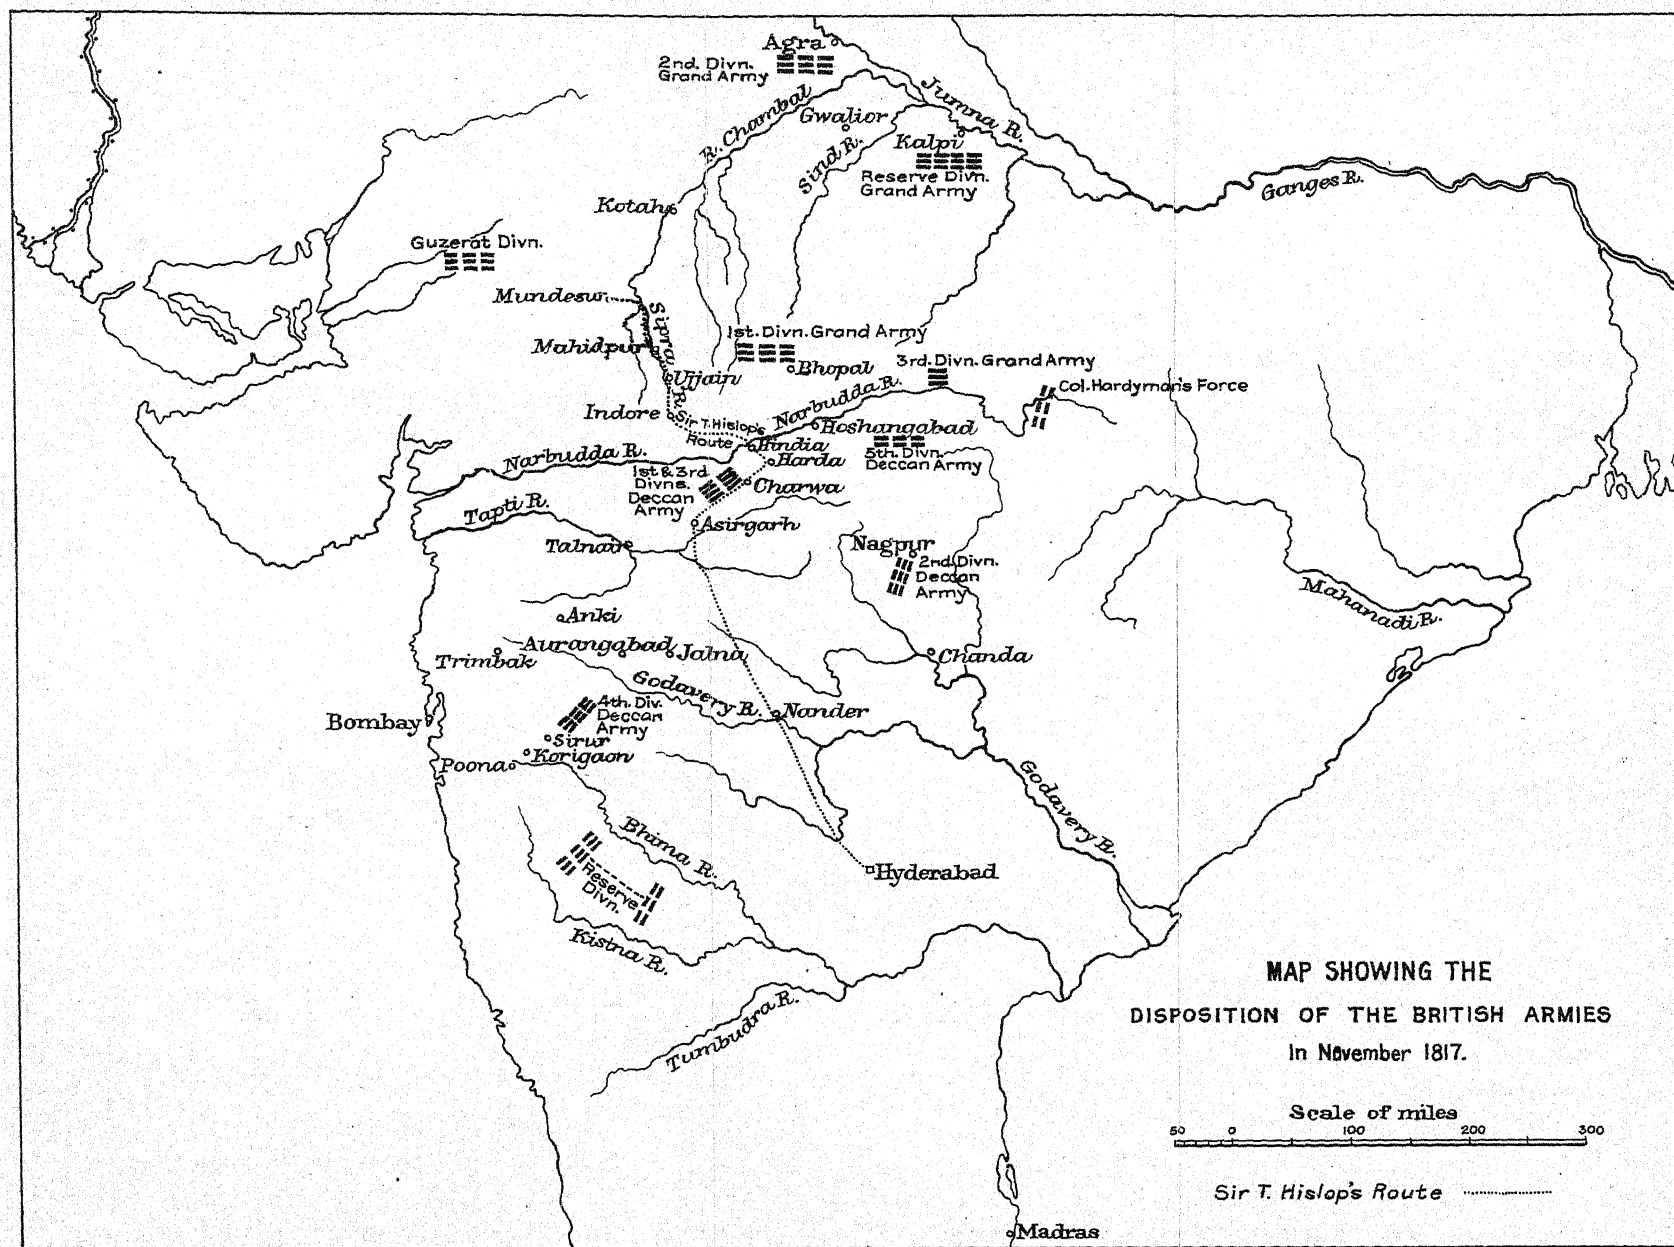 Agra
2nd. Divn.
Grand Army
Jumna R.
R. Chambal
Gwalior
Sind R.
Kalpi
Reserve Divn.
Grand Army
Ganges R.
Kotah
Guzerat Divn.
Mundesur
Sipra R.
Mahidpur
1st. Divn. Grand Army
Bhopal
3rd. Divn. Grand Army
Col. Hardyman's Force
Ujjain
Narbudda R.
Indore
Sir T. Hislop's
Route
Hoshangabad
Hindia
5th. Divn.
Deccan Army
Narbudda R.
Harda
1st & 3rd
Divns.
Deccan
Army
Charwa
Tapti R.
Asirgarh
Talnair
Nagpur
2nd. Divn.
Deccan
Army
Mahanadi R.
Anki
Aurangabad
Jalna
Trimbak
Chanda
Godavery R.
4th. Div.
Deccan
Army
Nander
Bombay
Sirur
Korigaon
Poona
Godavery R.
Bhima R.
Hyderabad
Reserve
Divn.
Kistna R.
Tumbudra R.
MAP SHOWING THE
DISPOSITION OF THE BRITISH ARMIES
In November 1817.
Scale of miles
50 0 100 200 300
Sir T. Hislop's Route
Madras